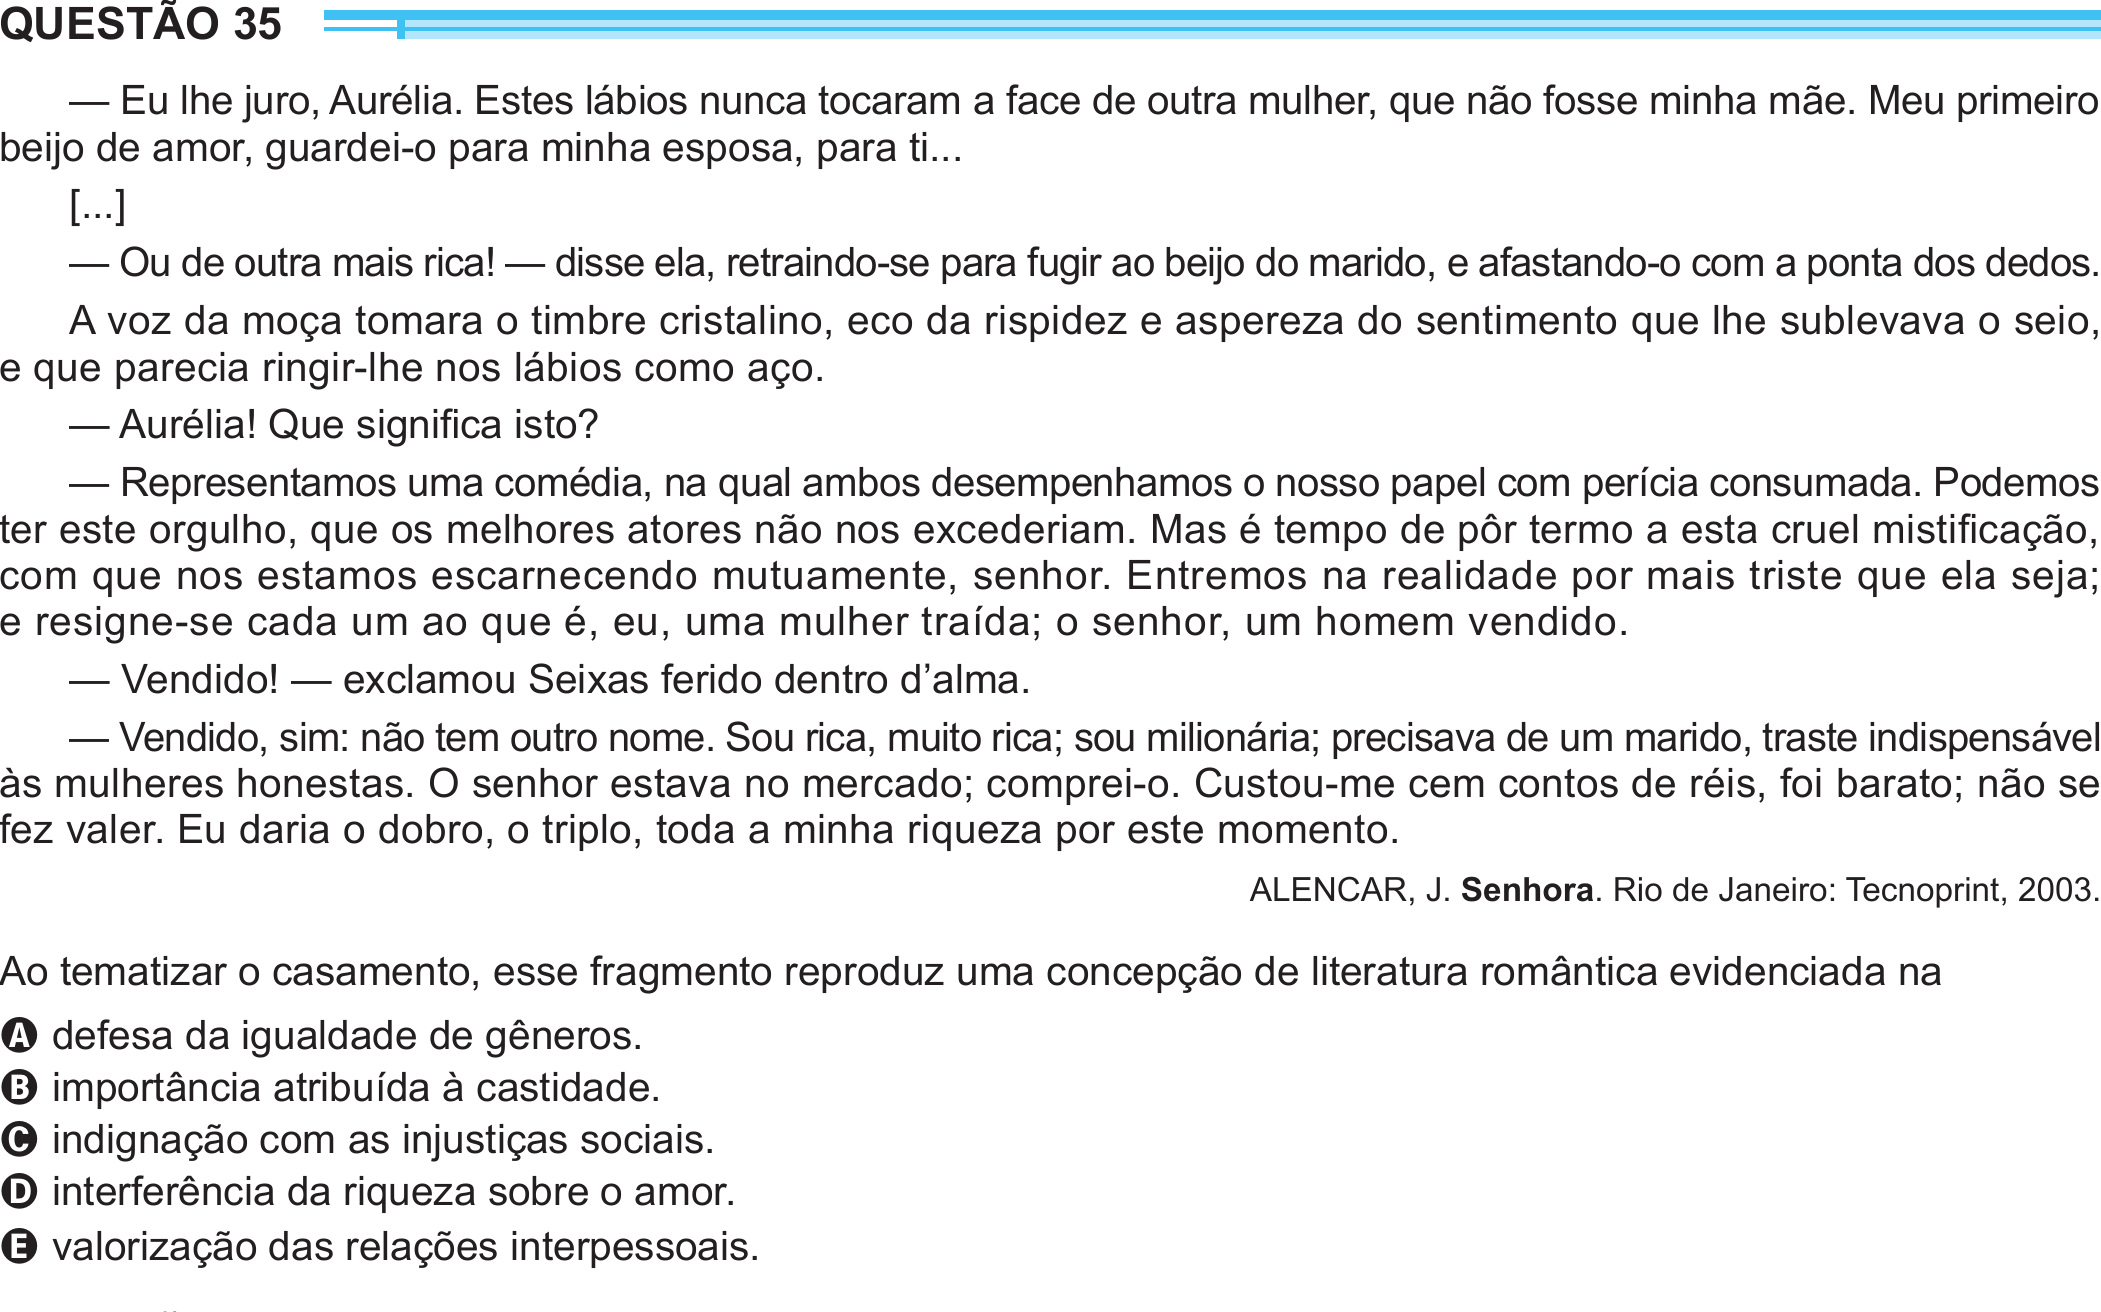 QUESTÃO 35
— Eu lhe juro, Aurélia. Estes lábios nunca tocaram a face de outra mulher, que não fosse minha mãe. Meu primeiro
beijo de amor, guardei-o para minha esposa, para ti...
[...]
— Ou de outra mais rica! — disse ela, retraindo-se para fugir ao beijo do marido, e afastando-o com a ponta dos dedos.
A voz da moça tomara o timbre cristalino, eco da rispidez e aspereza do sentimento que lhe sublevava o seio,
e que parecia ringir-lhe nos lábios como aço.
— Aurélia! Que significa isto?
— Representamos uma comédia, na qual ambos desempenhamos o nosso papel com perícia consumada. Podemos
ter este orgulho, que os melhores atores não nos excederiam. Mas é tempo de pôr termo a esta cruel mistificação,
com que nos estamos escarnecendo mutuamente, senhor. Entremos na realidade por mais triste que ela seja;
e resigne-se cada um ao que é, eu, uma mulher traída; o senhor, um homem vendido.
— Vendido! — exclamou Seixas ferido dentro d’alma.
— Vendido, sim: não tem outro nome. Sou rica, muito rica; sou milionária; precisava de um marido, traste indispensável
às mulheres honestas. O senhor estava no mercado; comprei-o. Custou-me cem contos de réis, foi barato; não se
fez valer. Eu daria o dobro, o triplo, toda a minha riqueza por este momento.
ALENCAR, J. Senhora. Rio de Janeiro: Tecnoprint, 2003.
Ao tematizar o casamento, esse fragmento reproduz uma concepção de literatura romântica evidenciada na
A defesa da igualdade de gêneros.
B importância atribuída à castidade.
C indignação com as injustiças sociais.
D interferência da riqueza sobre o amor.
E valorização das relações interpessoais.